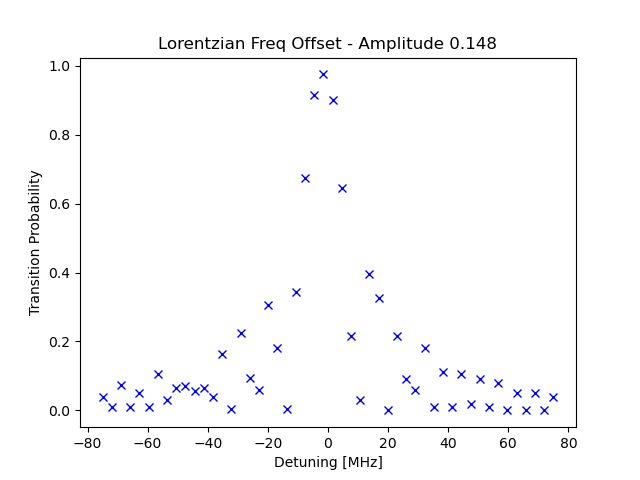 Lorentzian Freq Offset - Amplitude 0.148
1.0
0.8
0.6
0.4
0.2
0.0
Transition Probability
−80 −60 −40 −20 0 20 40 60 80
Detuning [MHz]